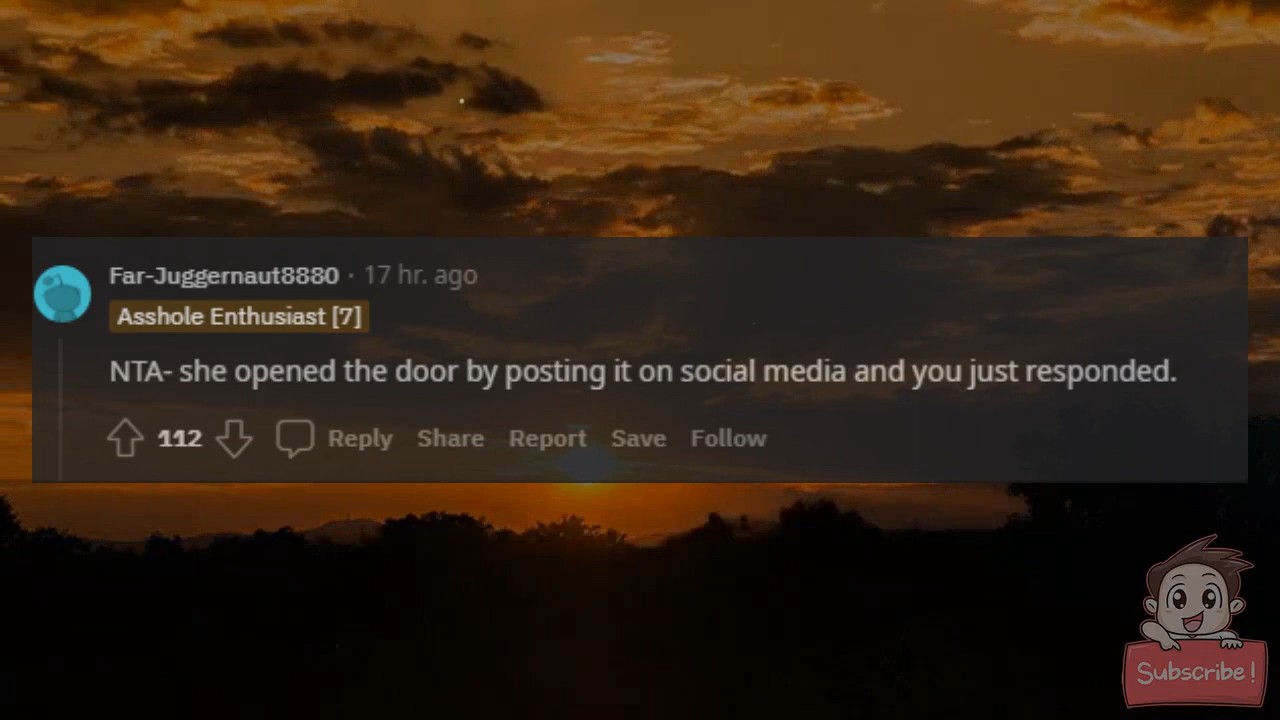 Far-Juggernaut8880 · 17 hr. ago
Asshole Enthusiast [7]
NTA- she opened the door by posting it on social media and you just responded.
112 Reply Share Report Save Follow
Subscribe!